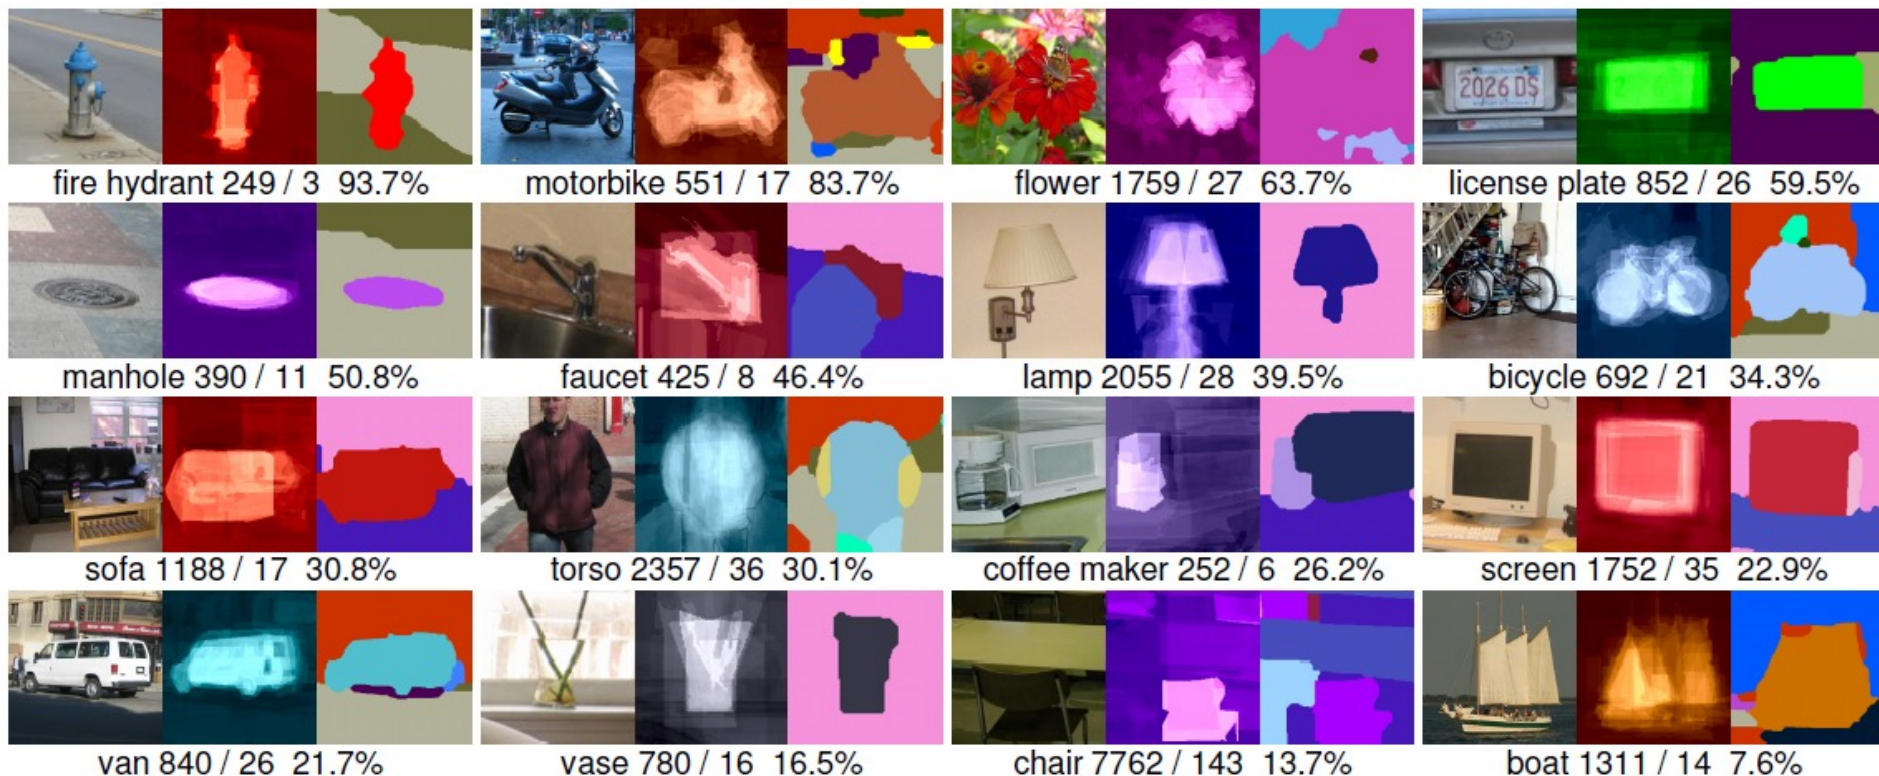 2026 DS
fire hydrant 249 / 3 93.7%
motorbike 551 / 17 83.7%
flower 1759 / 27 63.7%
license plate 852 / 26 59.5%
manhole 390 / 11 50.8%
faucet 425 / 8 46.4%
lamp 2055 / 28 39.5%
bicycle 692 / 21 34.3%
sofa 1188 / 17 30.8%
torso 2357 / 36 30.1%
coffee maker 252 / 6 26.2%
screen 1752 / 35 22.9%
van 840 / 26 21.7%
vase 780 / 16 16.5%
chair 7762 / 143 13.7%
boat 1311 / 14 7.6%